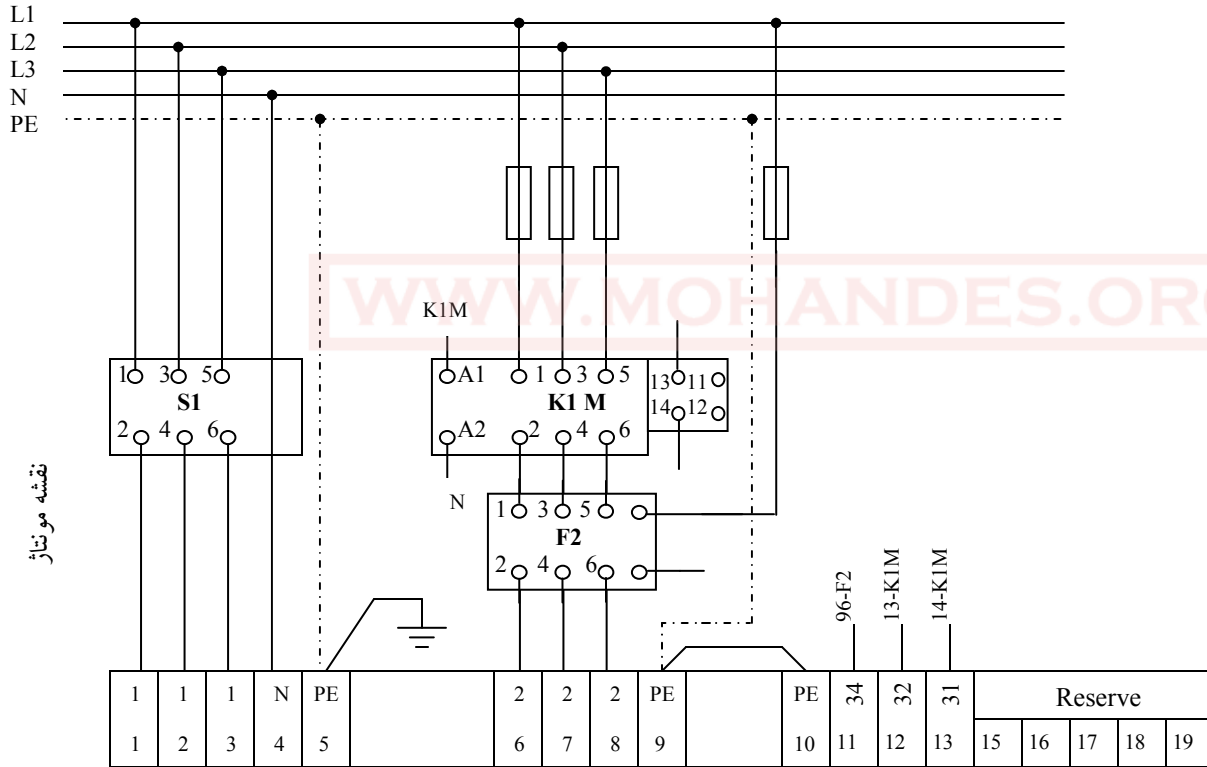 L1
L2
L3
N
PE
WWW.MOHANDES.ORG
K1M
1 3 5
S1
2 4 6
A1 1 3 5
K1 M
A2 2 4 6
13 11
14 12
N
1 3 5
F2
2 4 6
نقشه مونتاژ
96-F2
13-K1M
14-K1M
1 1 1 N PE 2 2 2 PE PE 34 32 31 Reserve
1 2 3 4 5 6 7 8 9 10 11 12 13 15 16 17 18 19